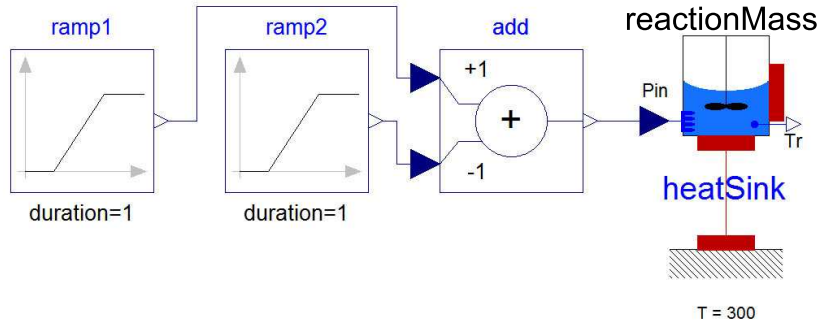 ramp1
ramp2
add
reactionMass
+1
Pin
+
-1
Tr
heatSink
duration=1
duration=1
T = 300